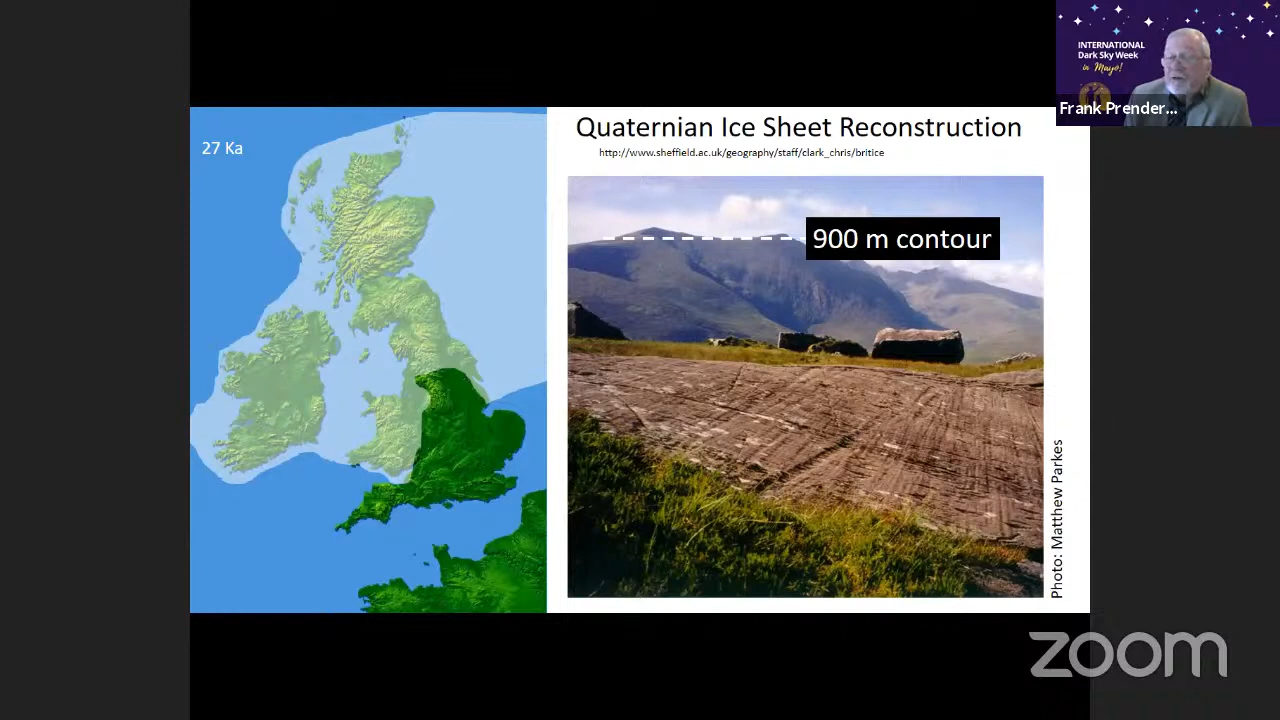 INTERNATIONAL
Dark Sky Week
in Mayo!
Frank Prender...
27 Ka
Quaternian Ice Sheet Reconstruction
http://www.sheffield.ac.uk/geography/staff/clark_chris/britice
900 m contour
Photo: Matthew Parkes
zoom